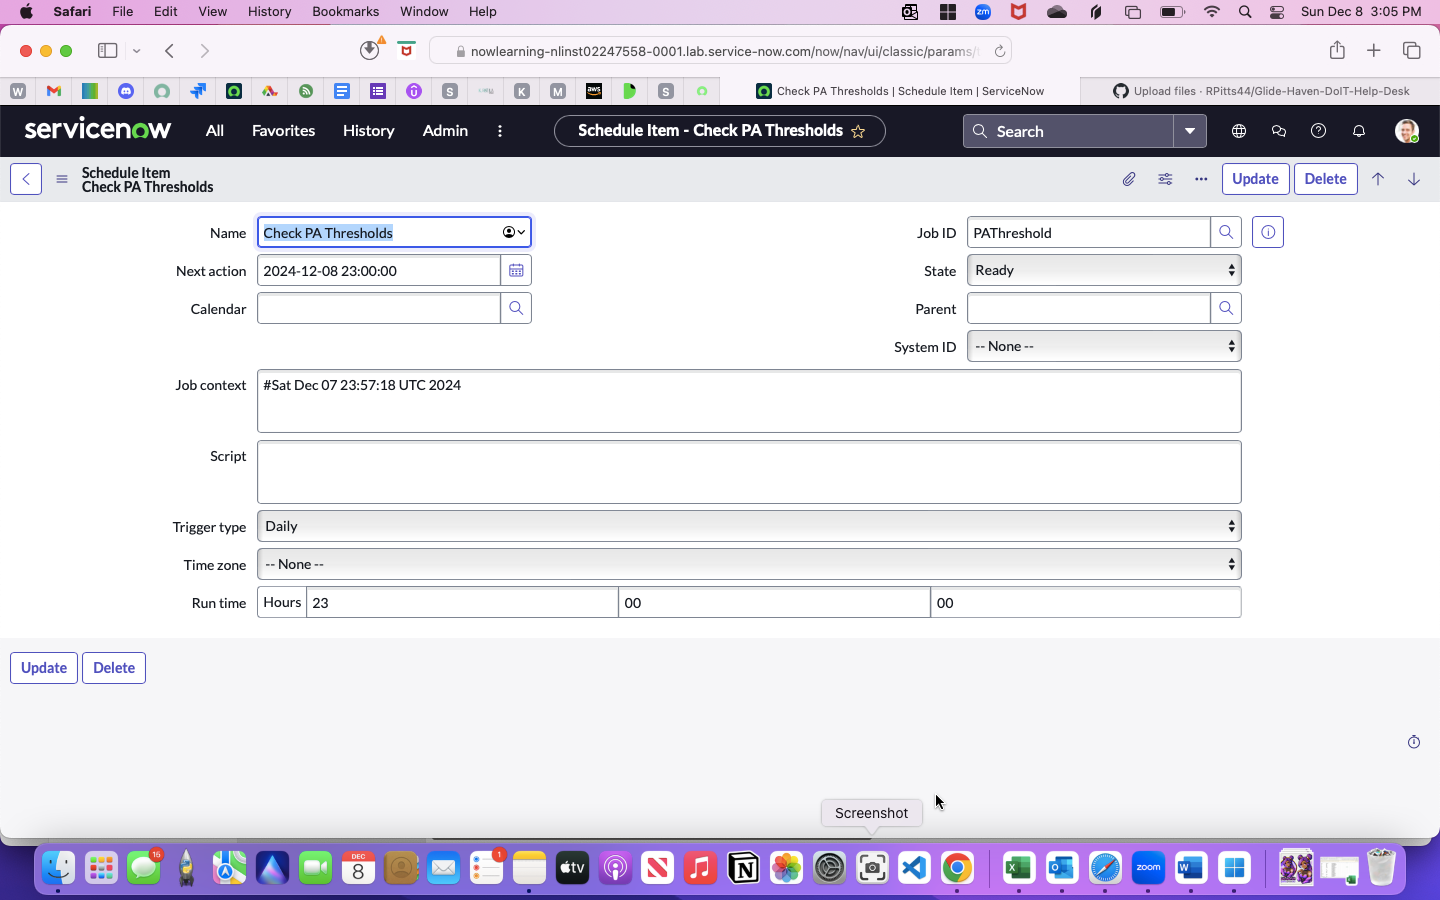 Safari File Edit View History Bookmarks Window Help zm Sun Dec 8 3:05 PM
nowlearning-nlinst02247558-0001.lab.service-now.com/now/nav/ui/classic/params/
W S K M aws S Check PA Thresholds | Schedule Item | ServiceNow Upload files · RPitts44/Glide-Haven-DoIT-Help-Desk
servicenow All Favorites History Admin Schedule Item - Check PA Thresholds Search
Schedule Item
Check PA Thresholds
Update Delete
Name Check PA Thresholds Job ID PAThreshold
Next action 2024-12-08 23:00:00 State Ready
Calendar Parent
System ID -- None --
Job context #Sat Dec 07 23:57:18 UTC 2024
Script
Trigger type Daily
Time zone -- None --
Run time Hours 23 00 00
Update Delete
Screenshot
15 DEC 8 1 tv N zoom W